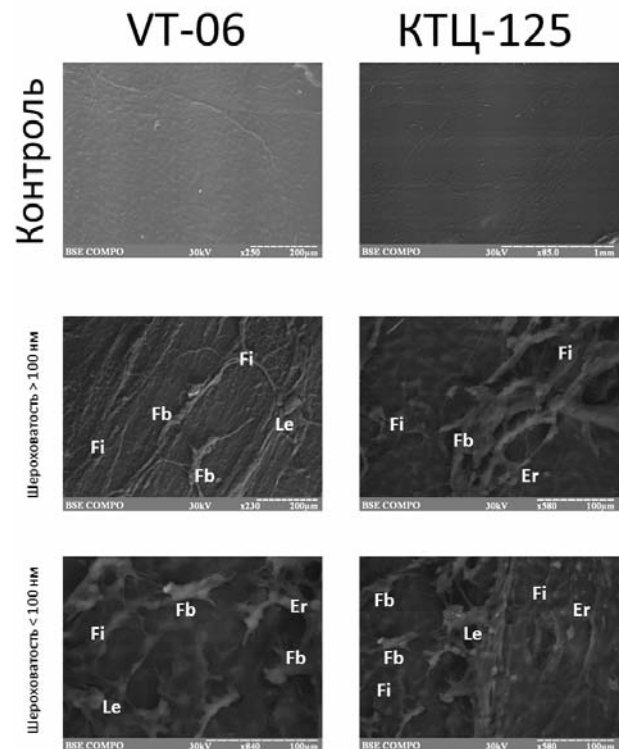 VT-06 КТЦ-125
Контроль
BSE COMPO 30kV x250 200µm
BSE COMPO 30kV x85.0 1mm
Шероховатость > 100 нм
Fi
Fb
Le
Fi
Fb
BSE COMPO 30kV x230 200µm
Fi
Fi
Fb
Er
BSE COMPO 30kV x580 100µm
Шероховатость < 100 нм
Fb
Er
Fi
Fb
Le
BSE COMPO 30kV x840 100µm
Fb
Fi
Er
Le
Fb
Fi
BSE COMPO 30kV x580 100µm